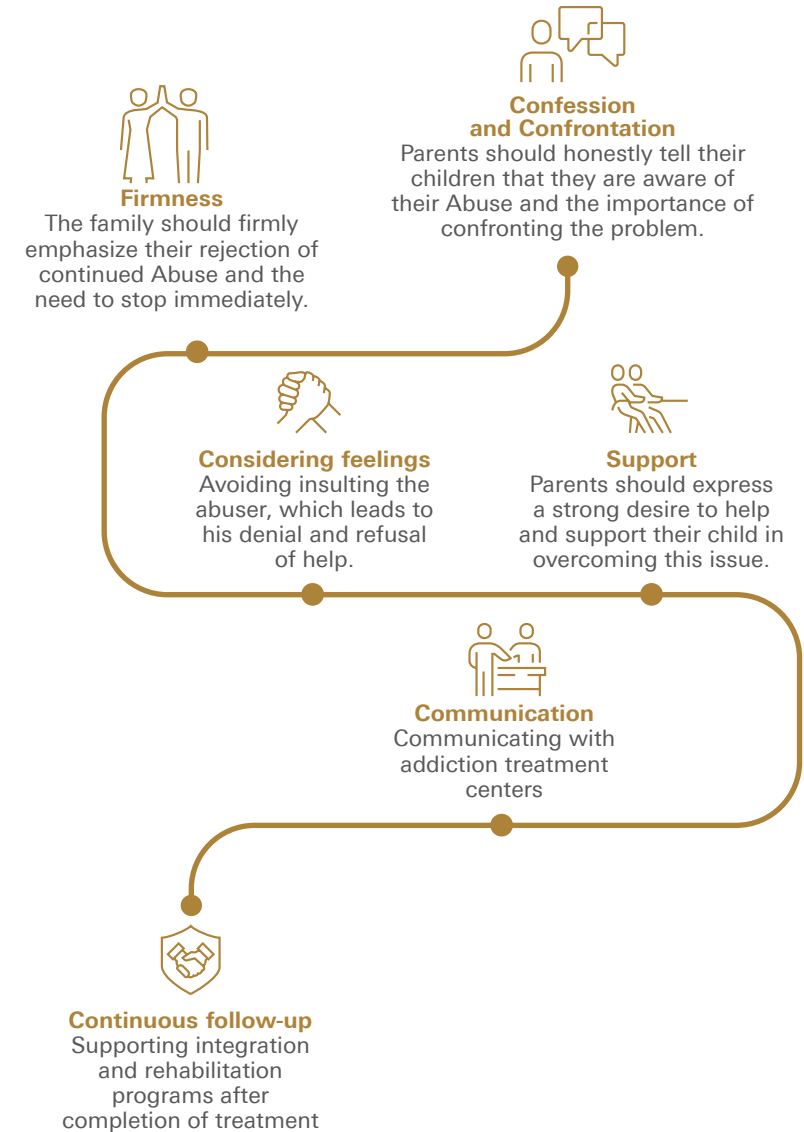 Confession
and Confrontation
Parents should honestly tell their
children that they are aware of
their Abuse and the importance of
confronting the problem.
Firmness
The family should firmly
emphasize their rejection of
continued Abuse and the
need to stop immediately.
Considering feelings
Avoiding insulting the
abuser, which leads to
his denial and refusal
of help.
Support
Parents should express
a strong desire to help
and support their child in
overcoming this issue.
Communication
Communicating with
addiction treatment
centers
Continuous follow-up
Supporting integration
and rehabilitation
programs after
completion of treatment